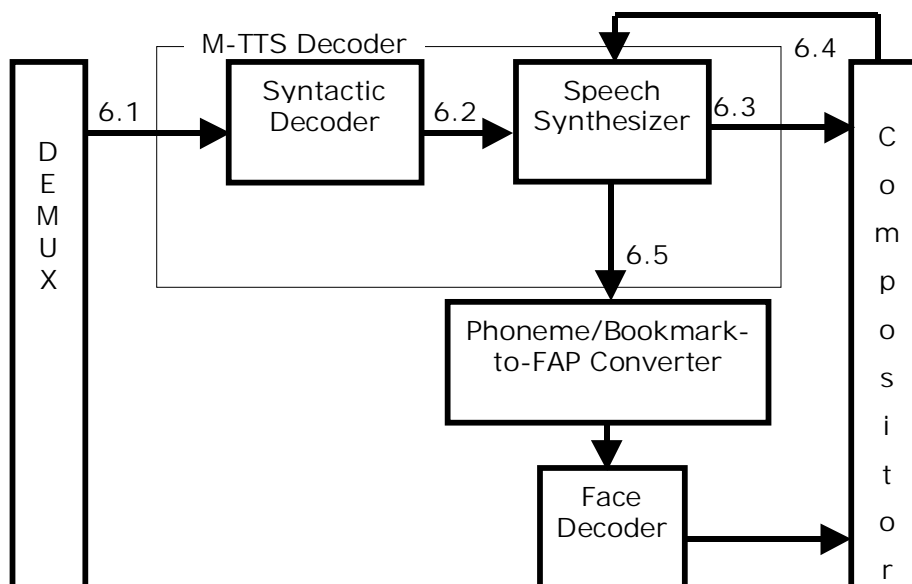 M-TTS Decoder
6.4
6.1
Syntactic
Decoder
6.2
Speech
Synthesizer
6.3
D
E
M
U
X
C
o
m
p
o
s
i
t
o
r
6.5
Phoneme/Bookmark-
to-FAP Converter
Face
Decoder